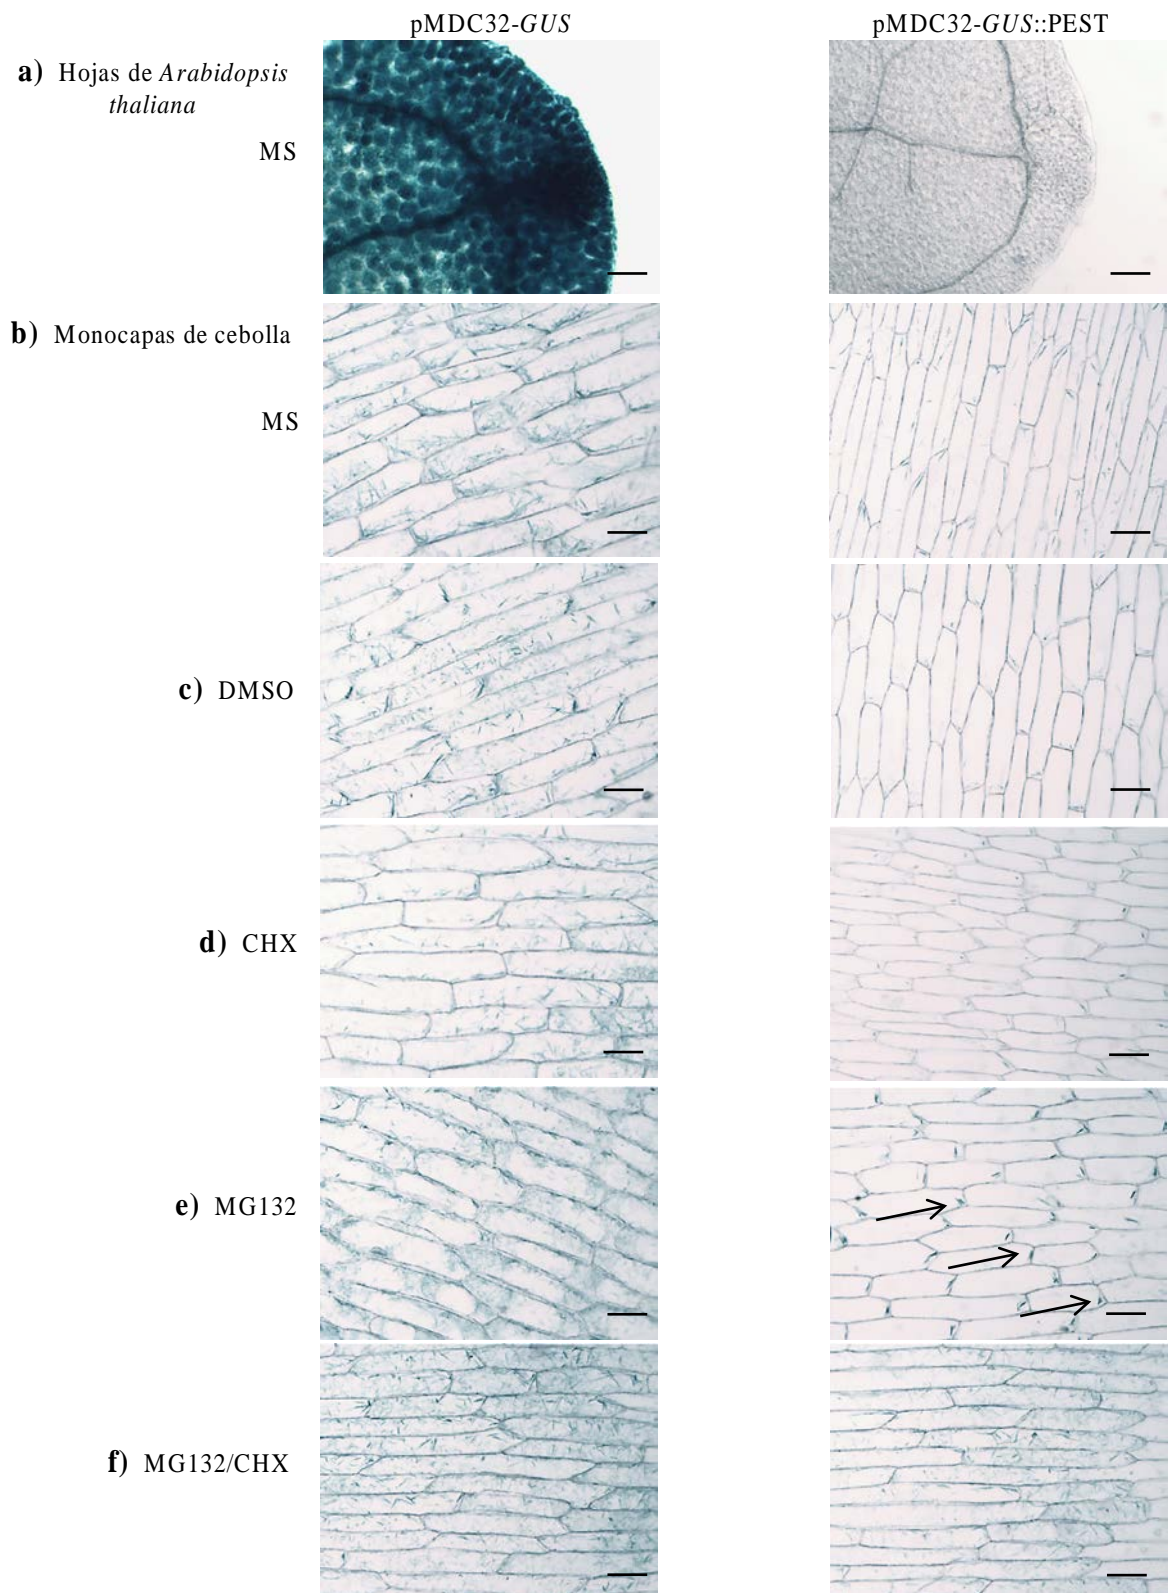 pMDC32-GUS
pMDC32-GUS::PEST
a) Hojas de Arabidopsis
thaliana
MS
b) Monocapas de cebolla
MS
c) DMSO
d) CHX
e) MG132
f) MG132/CHX